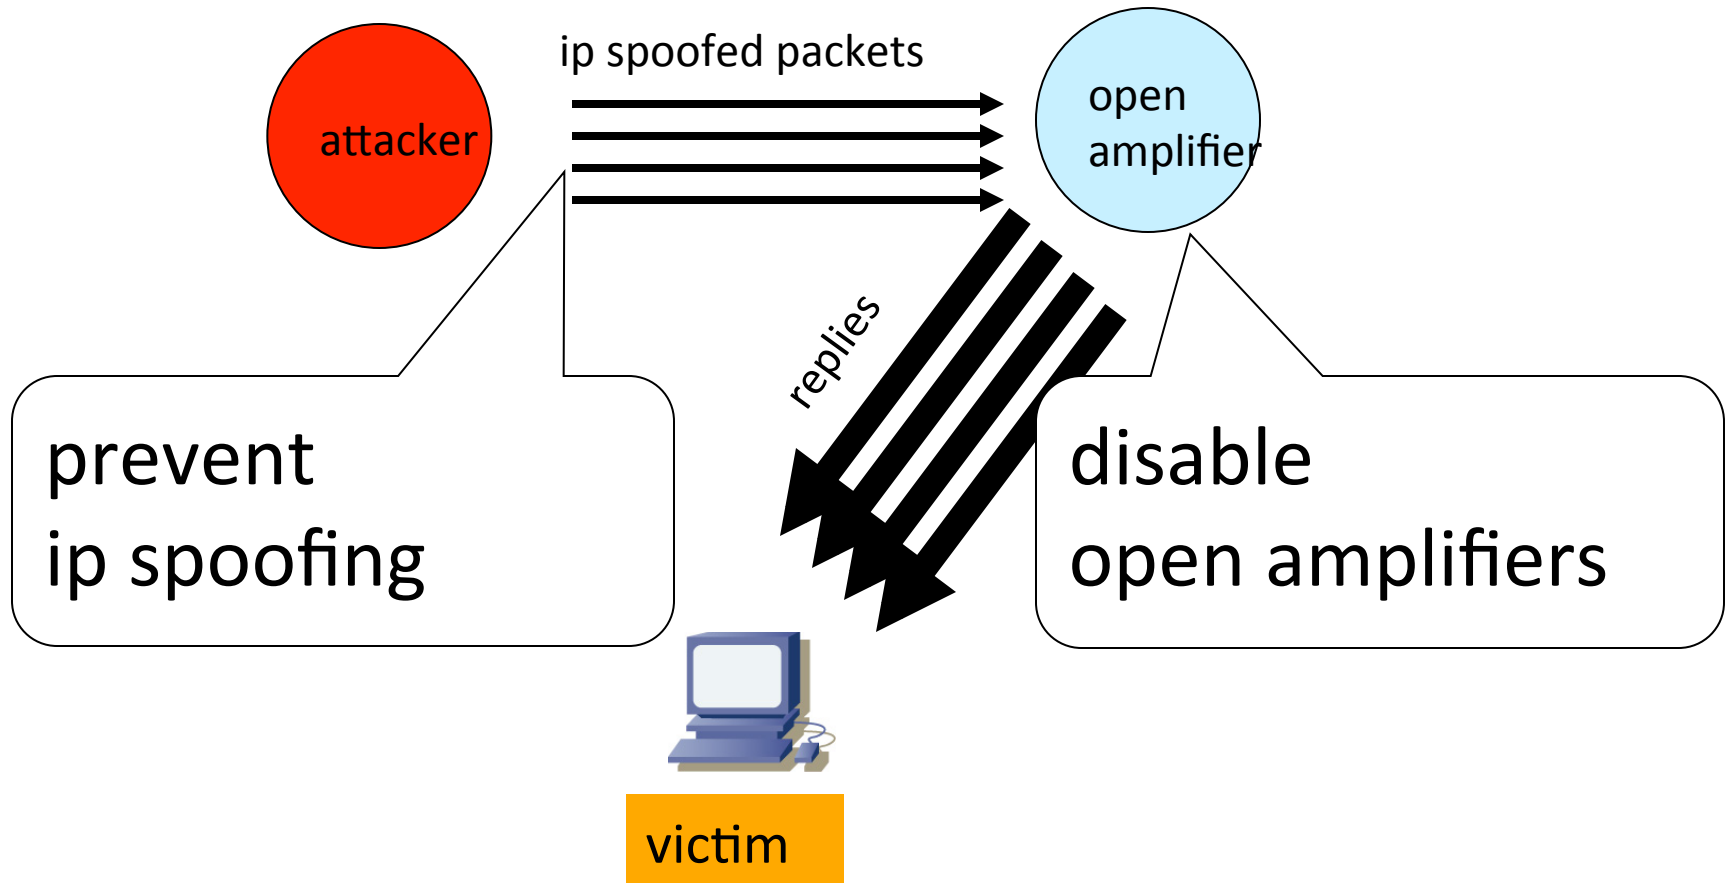 ip spoofed packets
attacker
open
amplifier
replies
prevent
ip spoofing
disable
open amplifiers
victim